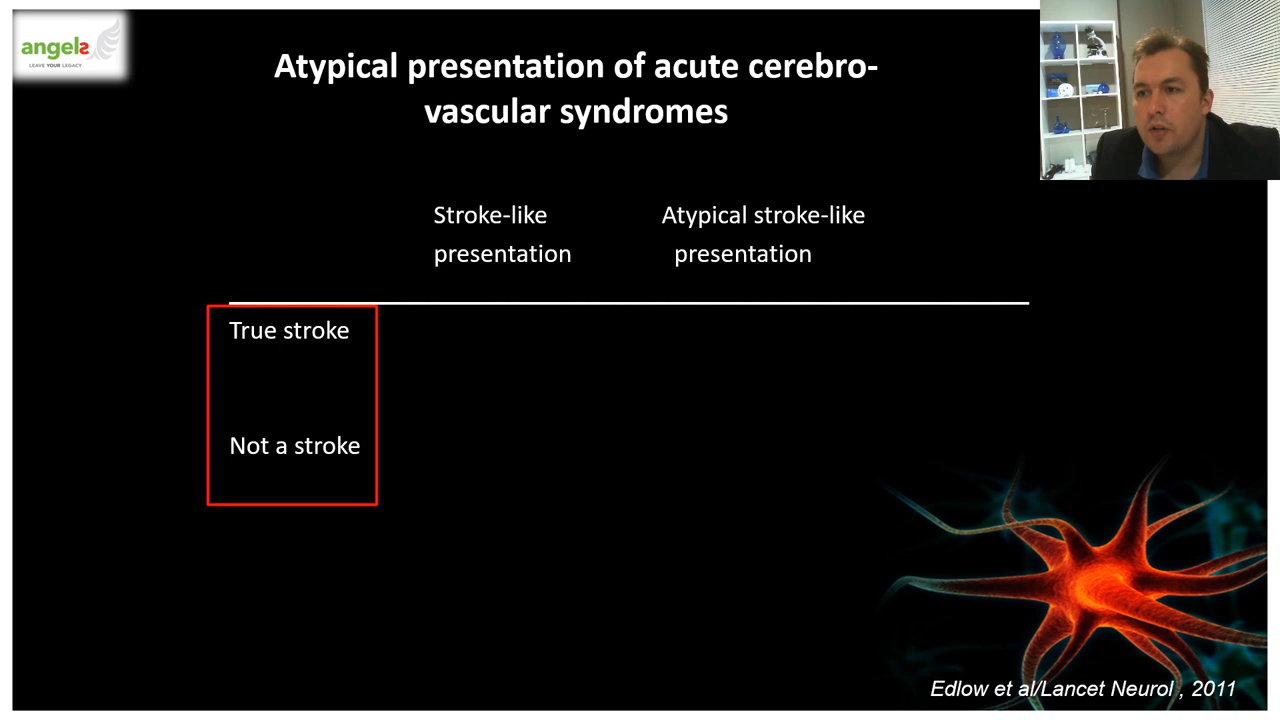 angels
LEAVE YOUR LEGACY
Atypical presentation of acute cerebro-
vascular syndromes
Stroke-like
presentation
Atypical stroke-like
presentation
True stroke
Not a stroke
Edlow et al/Lancet Neurol , 2011